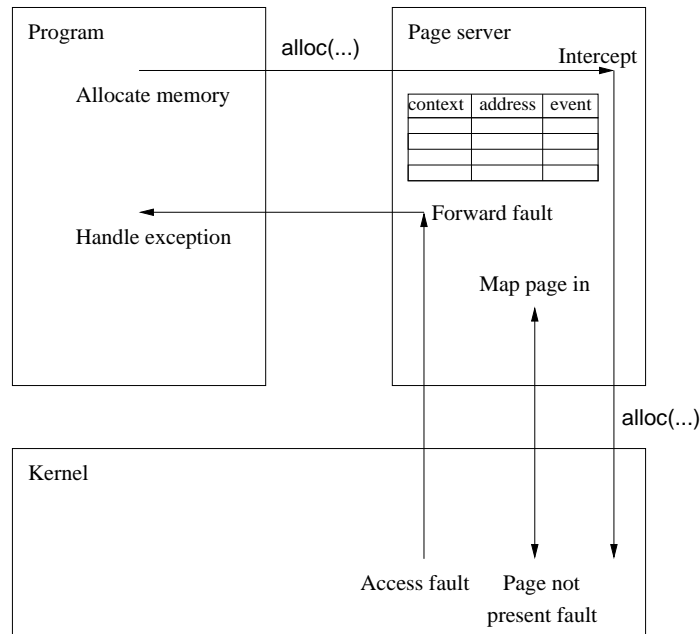 Program
alloc(...)
Page server
Intercept
Allocate memory
context address event
Forward fault
Handle exception
Map page in
alloc(...)
Kernel
Access fault
Page not
present fault